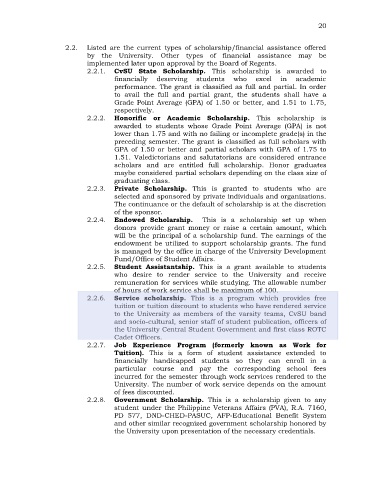 20
2.2. Listed are the current types of scholarship/financial assistance offered
by the University. Other types of financial assistance may be
implemented later upon approval by the Board of Regents.
2.2.1. CvSU State Scholarship. This scholarship is awarded to
financially deserving students who excel in academic
performance. The grant is classified as full and partial. In
order to avail the full and partial grant, the students shall have a
Grade Point Average (GPA) of 1.50 or better, and 1.51 to 1.75,
respectively.
2.2.2. Honorific or Academic Scholarship. This scholarship is
awarded to students whose Grade Point Average (GPA) is not
lower than 1.75 and with no failing or incomplete grade(s) in the
preceding semester. The grant is classified as full scholars with
GPA of 1.50 or better and partial scholars with GPA of 1.75 to
1.51. Valedictorians and salutatorians are considered entrance
scholars and are entitled full scholarship. Honor graduates
maybe considered partial scholars depending on the class size of
graduating class.
2.2.3. Private Scholarship. This is granted to students who are
selected and sponsored by private individuals and organizations.
The continuance or the default of scholarship is at the discretion
of the sponsor.
2.2.4. Endowed Scholarship. This is a scholarship set up when
donors provide grant money or raise a certain amount, which
will be the principal of a scholarship fund. The earnings of the
endowment be utilized to support scholarship grants. The fund
is managed by the office in charge of the University Development
Fund/Office of Student Affairs.
2.2.5. Student Assistantship. This is a grant available to students
who desire to render service to the University and receive
remuneration for services while studying. The allowable number
of hours of work service shall be maximum of 100.
2.2.6. Service scholarship. This is a program which provides free
tuition or tuition discount to students who have rendered service
to the University as members of the varsity teams, CvSU band
and socio-cultural, senior staff of student publication, officers of
the University Central Student Government and first class ROTC
Cadet Officers.
2.2.7. Job Experience Program (formerly known as Work for
Tuition). This is a form of student assistance extended to
financially handicapped students so they can enroll in a
particular course and pay the corresponding school fees
incurred for the semester through work services rendered to the
University. The number of work service depends on the amount
of fees discounted.
2.2.8. Government Scholarship. This is a scholarship given to any
student under the Philippine Veterans Affairs (PVA), R.A. 7160,
PD 577, DND-CHED-PASUC, AFP-Educational Benefit System
and other similar recognized government scholarship honored by
the University upon presentation of the necessary credentials.